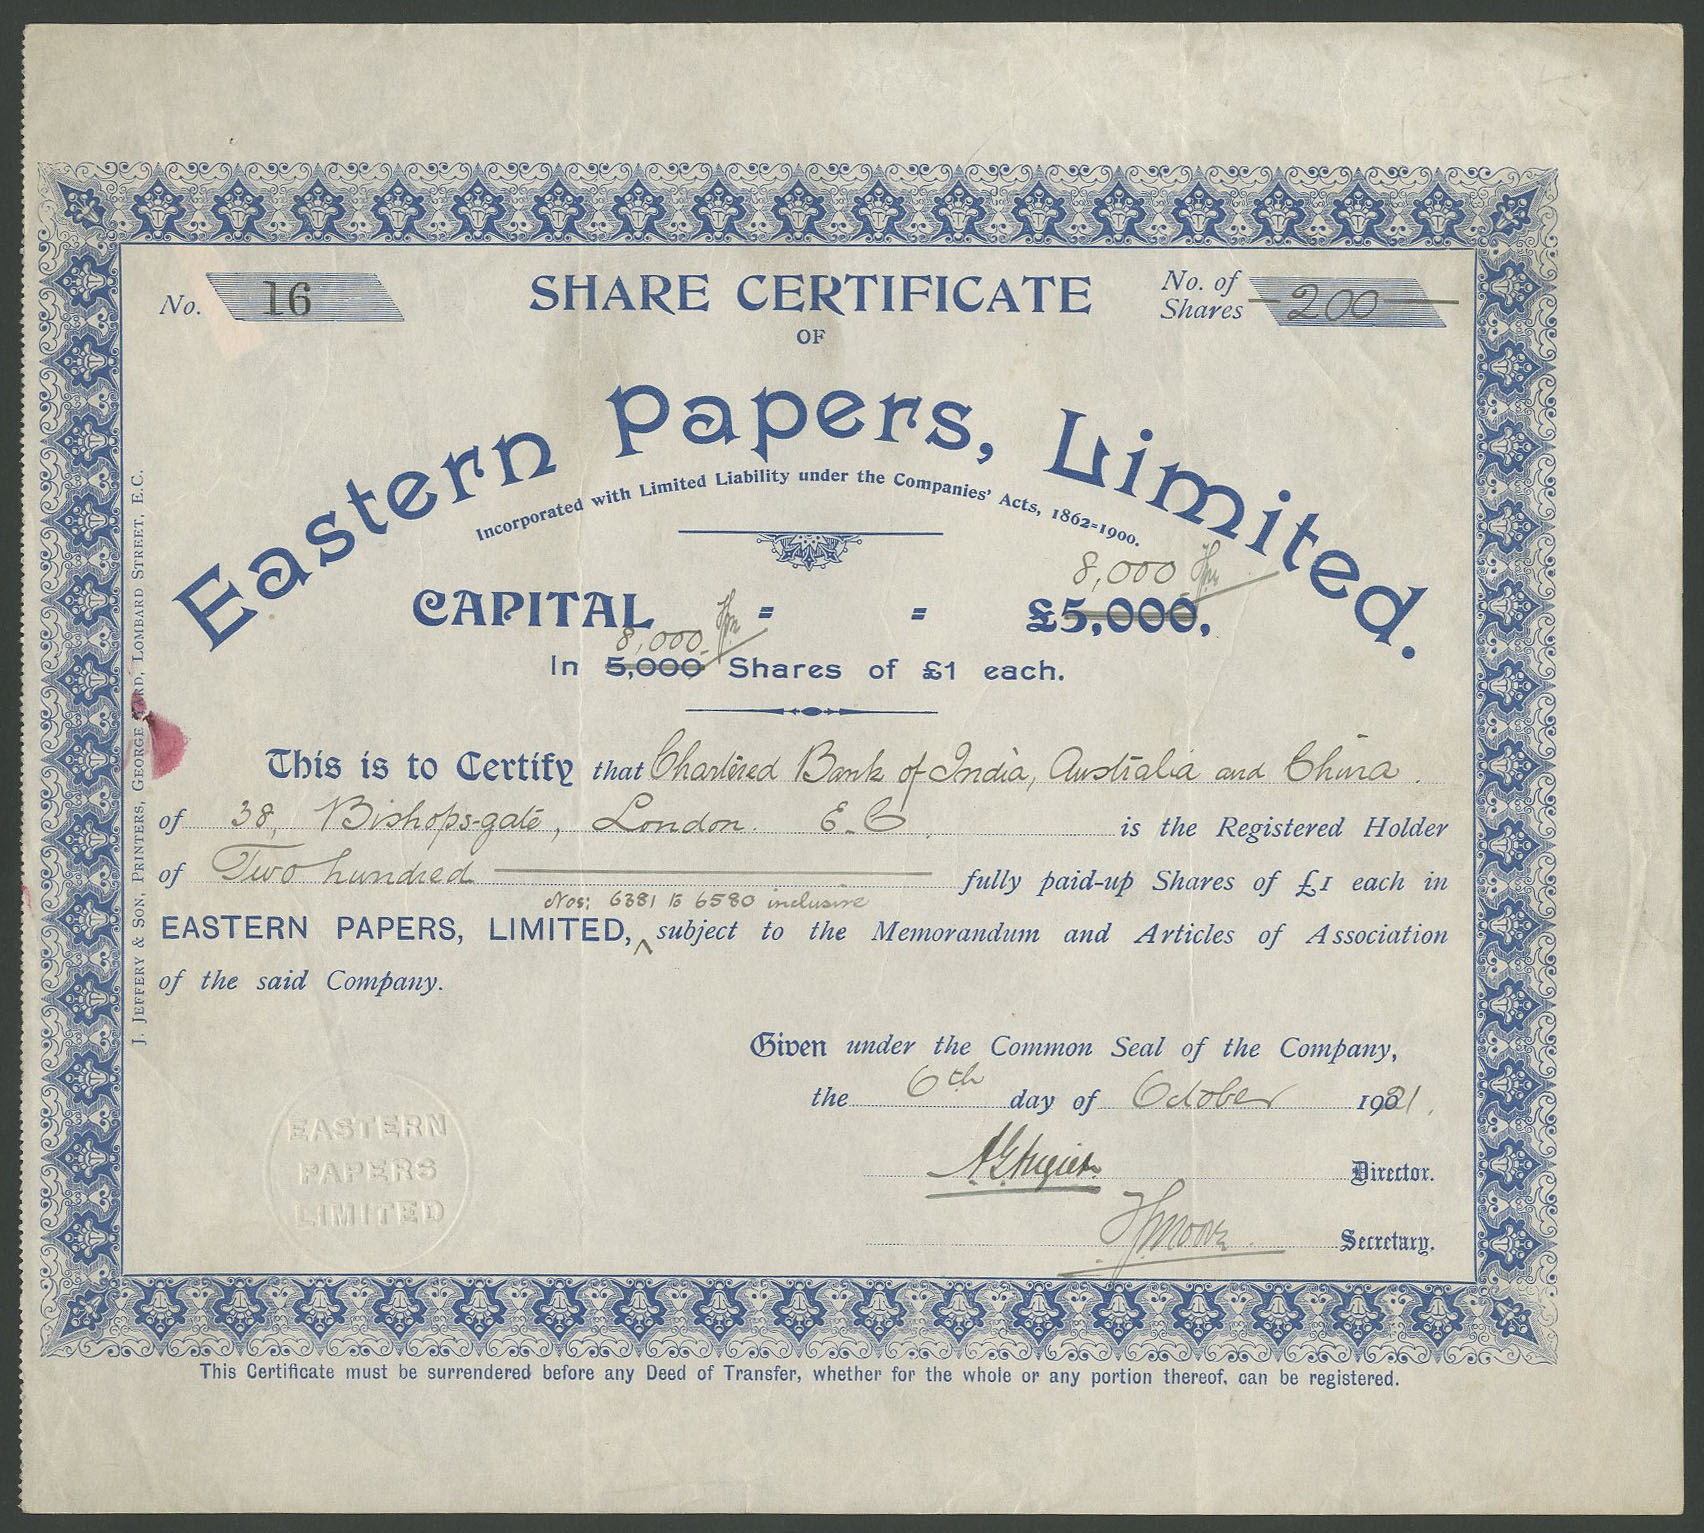 No. 16
SHARE CERTIFICATE
No. of Shares 200
OF
Eastern Papers, Limited.
Incorporated with Limited Liability under the Companies' Acts, 1862=1900.
8,000
CAPITAL = = £5,000,
8,000
In 5,000 Shares of £1 each.
This is to Certify that Chartered Bank of India, Australia and China.
of 38, Bishops-gate, London. E.C. is the Registered Holder
of Two hundred fully paid-up Shares of £1 each in
Nos: 6381 to 6580 inclusive
EASTERN PAPERS, LIMITED, subject to the Memorandum and Articles of Association
of the said Company.
Given under the Common Seal of the Company,
the 6th day of October 1921.
Director.
Secretary.
EASTERN
PAPERS
LIMITED
J. JEFFERY & SON, PRINTERS, GEORGE YARD, LOMBARD STREET, E.C.
This Certificate must be surrendered before any Deed of Transfer, whether for the whole or any portion thereof, can be registered.